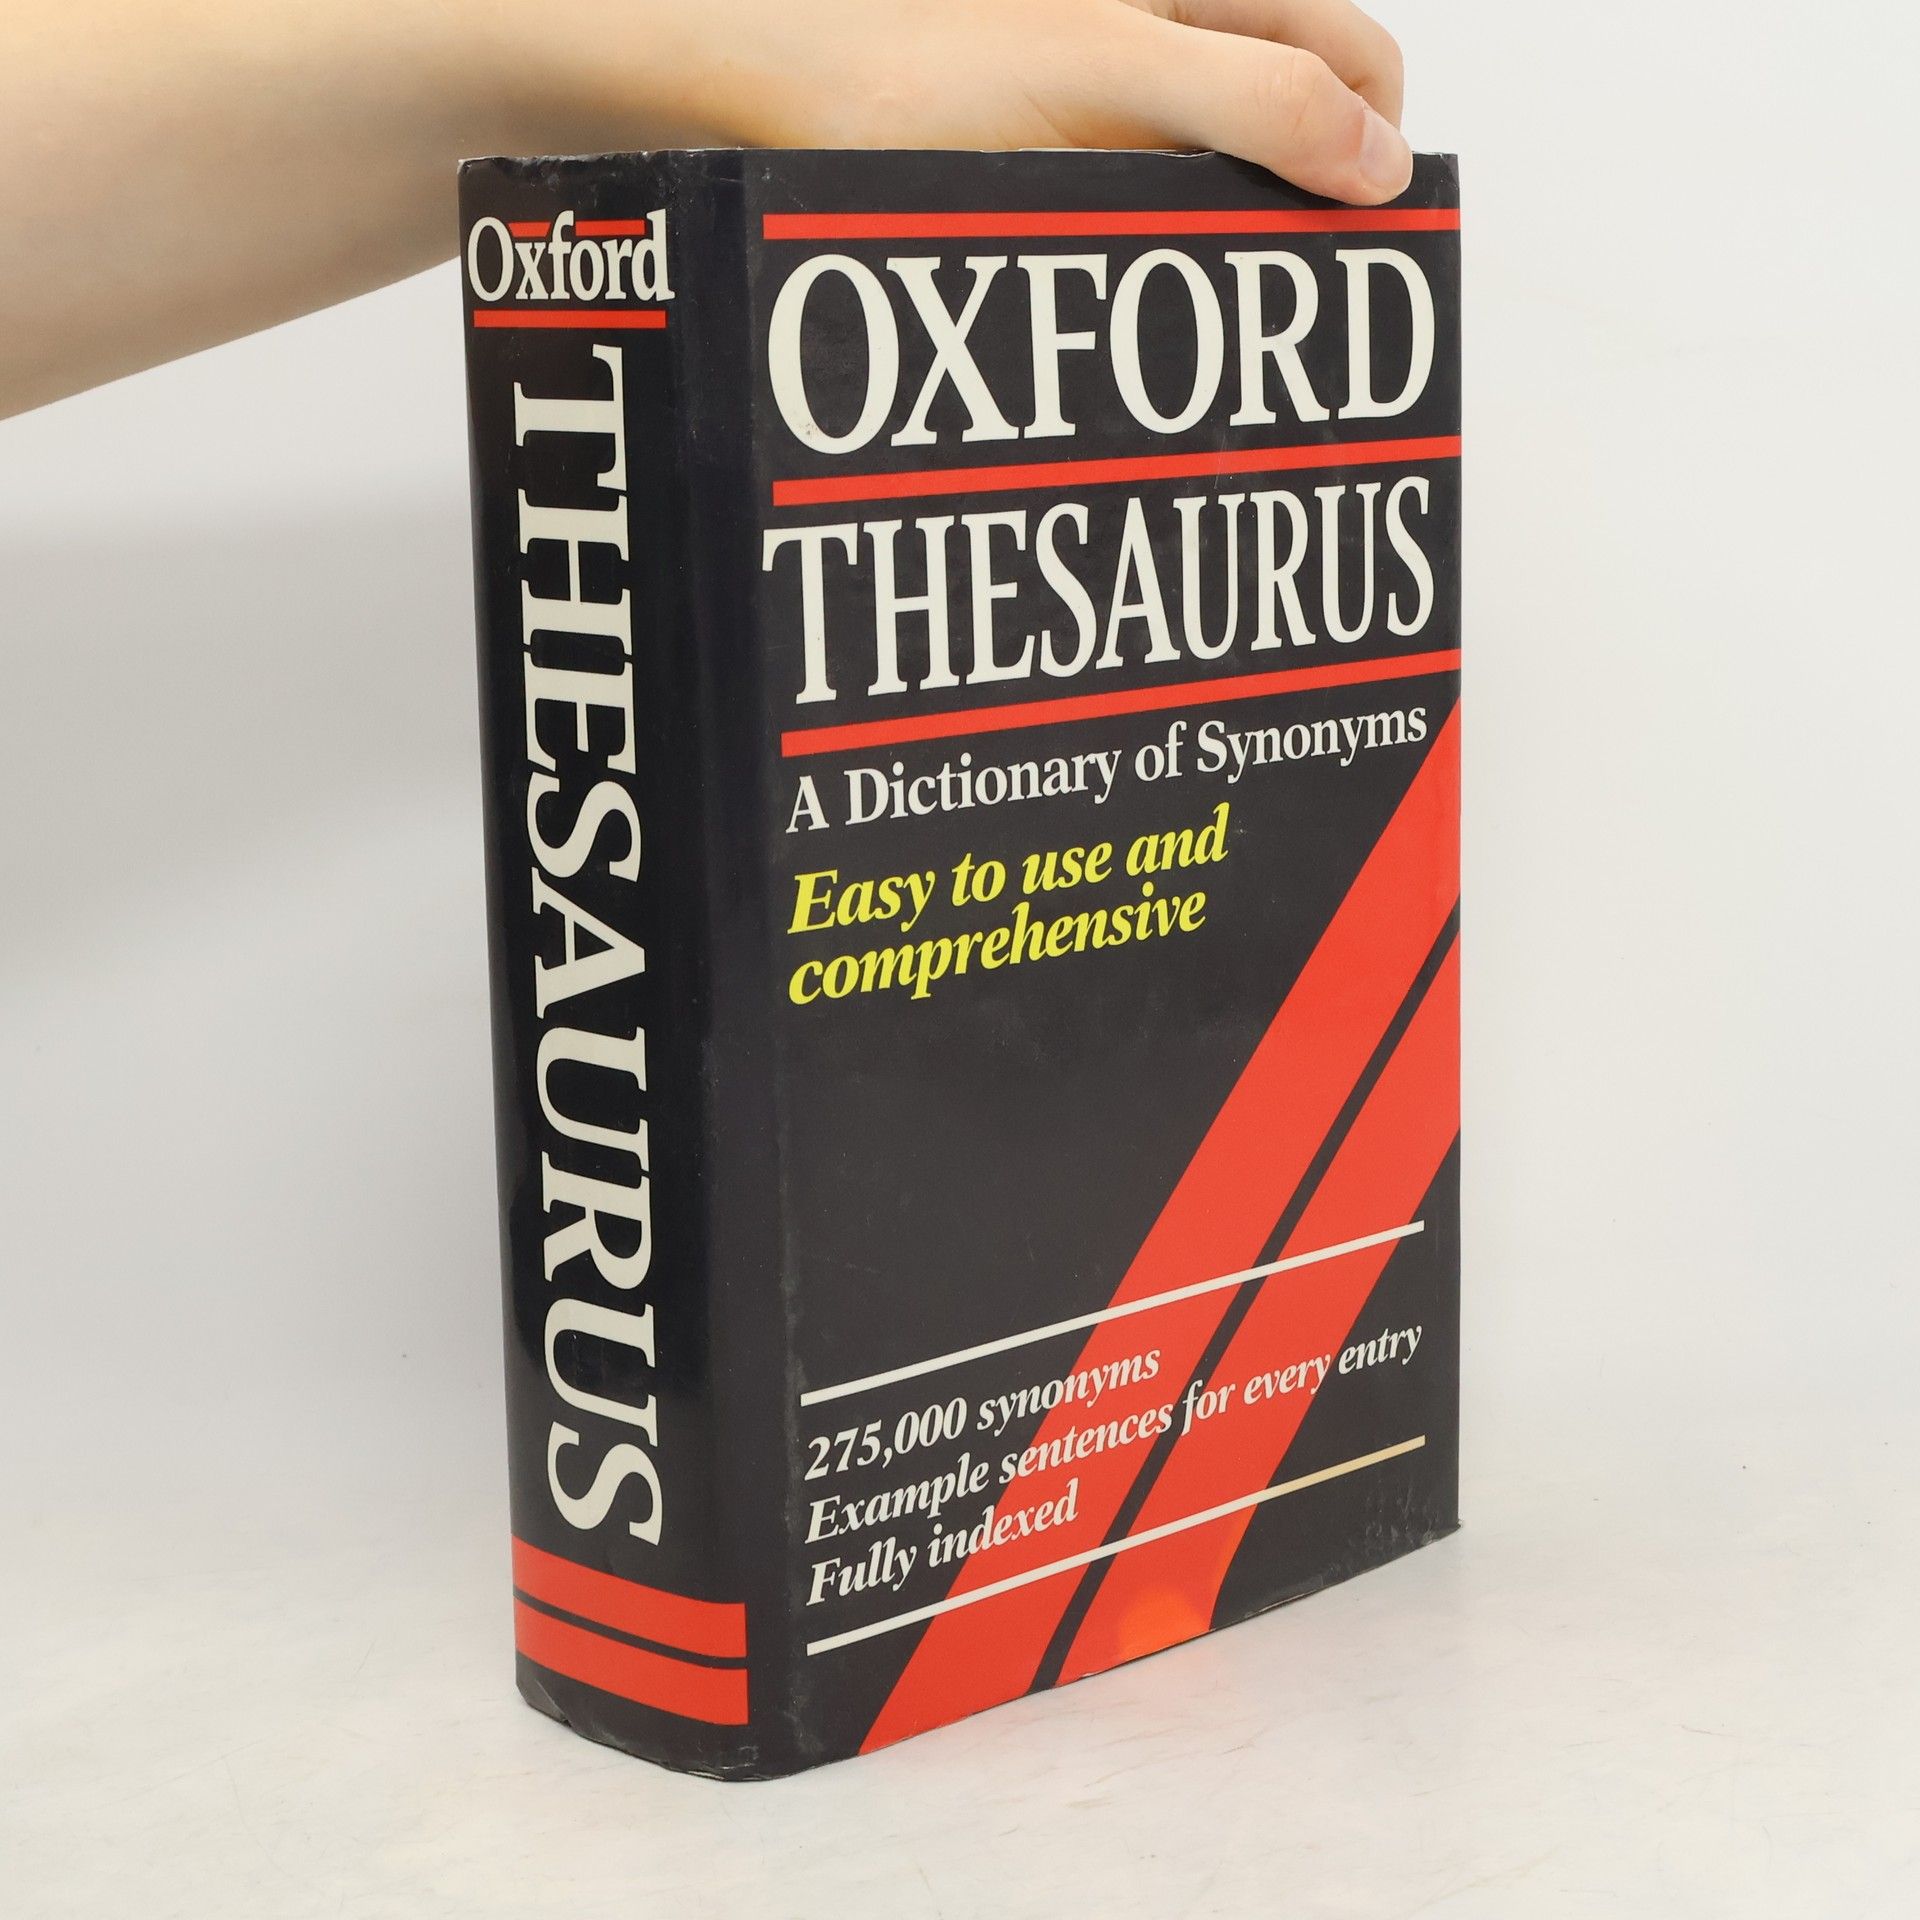 Oxford
THESAURUS
OXFORD
THESAURUS
A Dictionary of Synonyms
Easy to use and
comprehensive
275,000 synonyms
Example sentences for every entry
Fully indexed